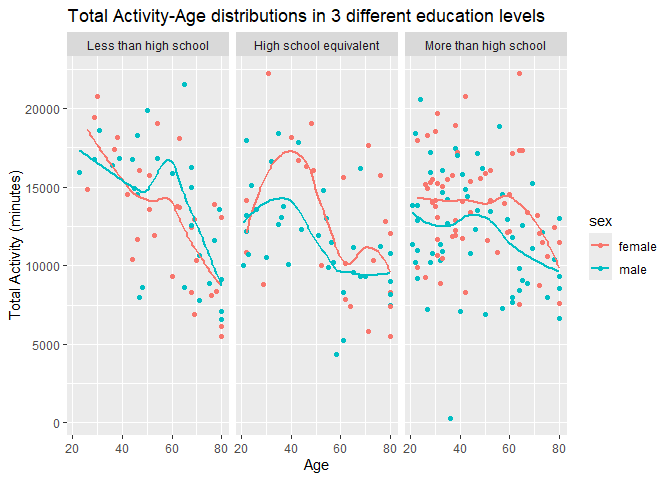 Total Activity-Age distributions in 3 different education levels
Less than high school
High school equivalent
More than high school
20000
15000
10000
5000
0
Total Activity (minutes)
20 40 60 80
20 40 60 80
20 40 60 80
Age
sex
female
male